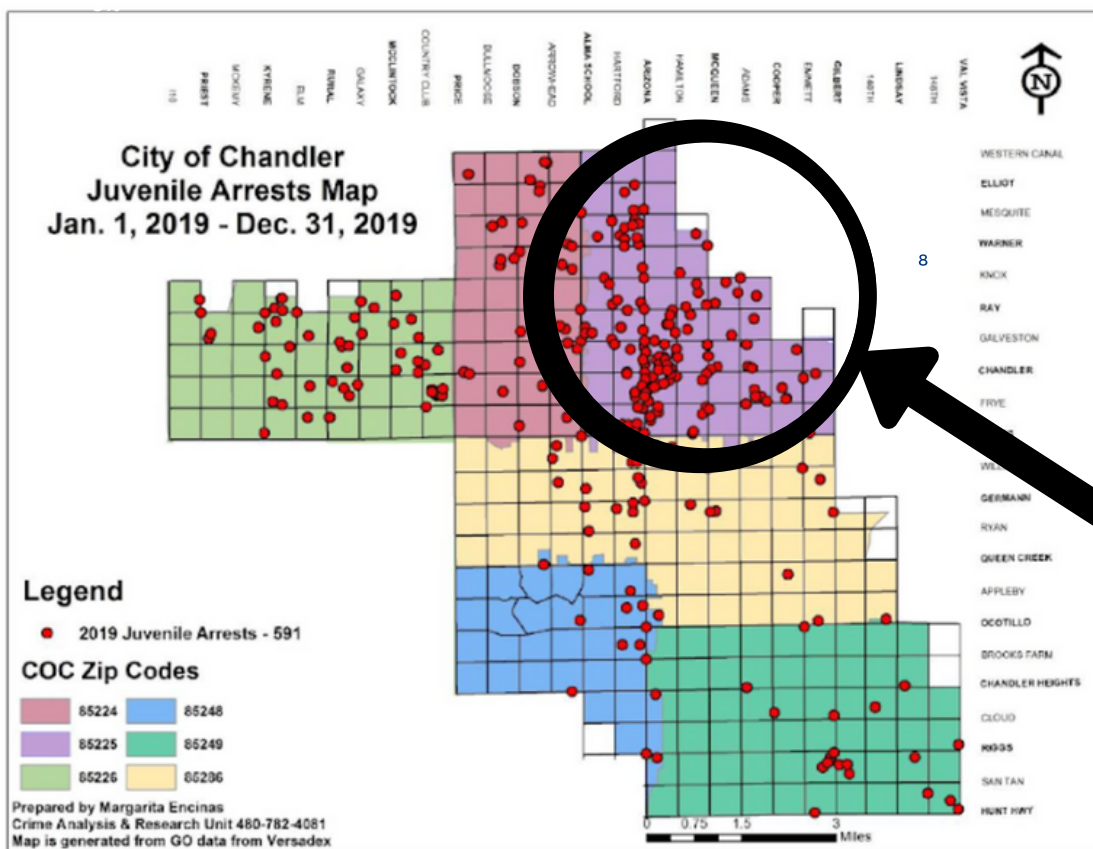 I10
PRIEST
MCKEMY
KYRENE
ELM
RURAL
GALAXY
MCCLINTOCK
COUNTRY CLUB
PRICE
ELLMOOGE
DOBSON
ARROWHEAD
ALMA SCHOOL
HARTFORD
ARIZONA
HAMILTON
MCQUEEN
ADAMS
COOPER
EMMETT
GILBERT
140TH
LINDSAY
148TH
VAL VISTA
N
City of Chandler
Juvenile Arrests Map
Jan. 1, 2019 - Dec. 31, 2019
WESTERN CANAL
ELLIOT
MESQUITE
WARNER
8
KNOX
RAY
GALVESTON
CHANDLER
FRYE
GERMANN
RYAN
QUEEN CREEK
APPLEBY
OCOTILLO
BROOKS FARM
CHANDLER HEIGHTS
CLOUD
RIGGS
SAN TAN
HUNT HWY
Legend
2019 Juvenile Arrests - 591
COC Zip Codes
85224 85248
85225 85249
85226 85286
Prepared by Margarita Encinas
Crime Analysis & Research Unit 480-782-4081
Map is generated from GO data from Versadex
0 0.75 1.5 3
Miles